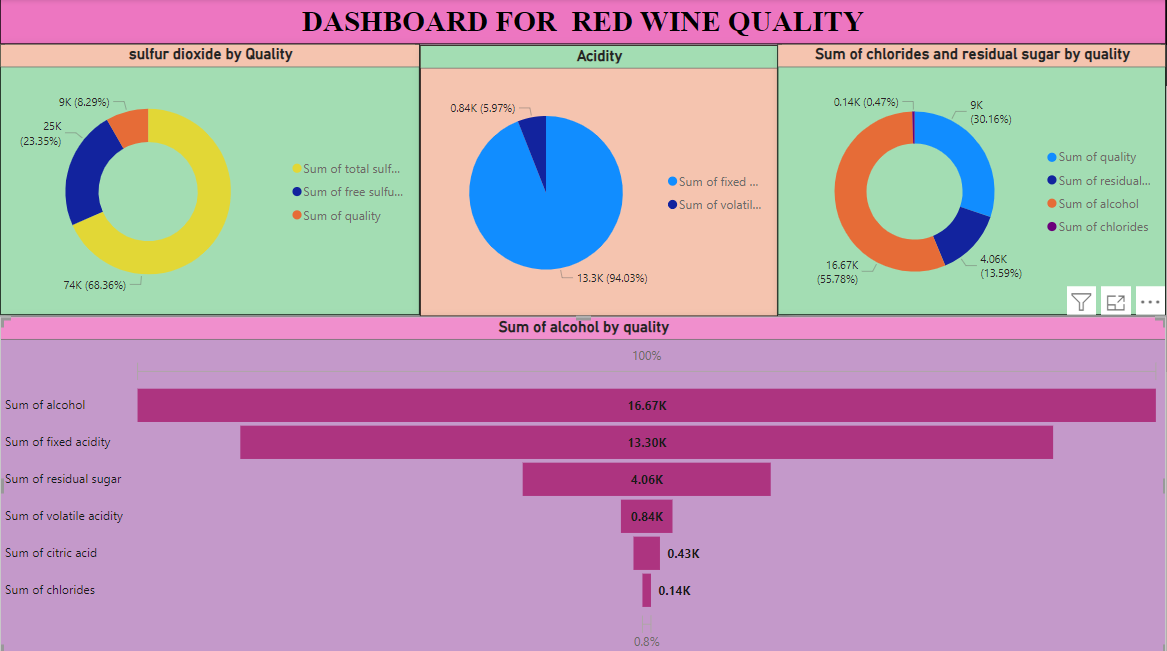 DASHBOARD FOR RED WINE QUALITY
sulfur dioxide by Quality
9K (8.29%)
25K
(23.35%)
74K (68.36%)
Sum of total sulf...
Sum of free sulfu...
Sum of quality
Acidity
0.84K (5.97%)
13.3K (94.03%)
Sum of fixed ...
Sum of volatil...
Sum of chlorides and residual sugar by quality
0.14K (0.47%)
9K
(30.16%)
16.67K
(55.78%)
4.06K
(13.59%)
Sum of quality
Sum of residual...
Sum of alcohol
Sum of chlorides
Sum of alcohol by quality
100%
Sum of alcohol 16.67K
Sum of fixed acidity 13.30K
Sum of residual sugar 4.06K
Sum of volatile acidity 0.84K
Sum of citric acid 0.43K
Sum of chlorides 0.14K
0.8%